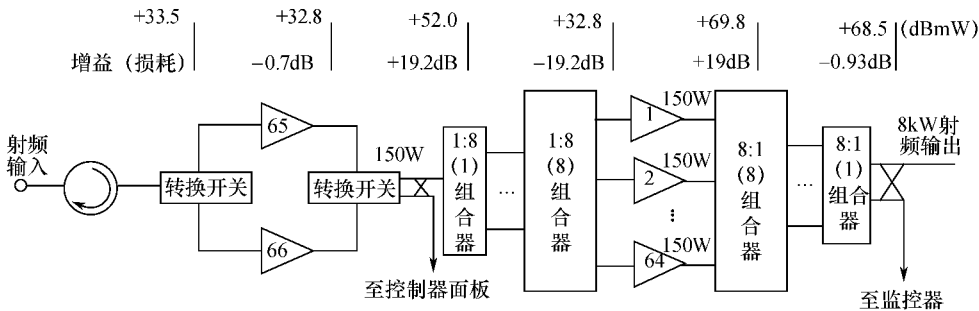 +33.5 +32.8 +52.0 +32.8 +69.8 +68.5 (dBmW)
增益（损耗） −0.7dB +19.2dB −19.2dB +19dB −0.93dB
射频
输入
转换开关
65
66
转换开关
150W
至控制器面板
1:8
(1)
组
合
器
...
1:8
(8)
组
合
器
1
150W
2
150W
...
64
150W
150W
8:1
(8)
组
合
器
...
8:1
(1)
组合
器
8kW射
频输出
至监控器